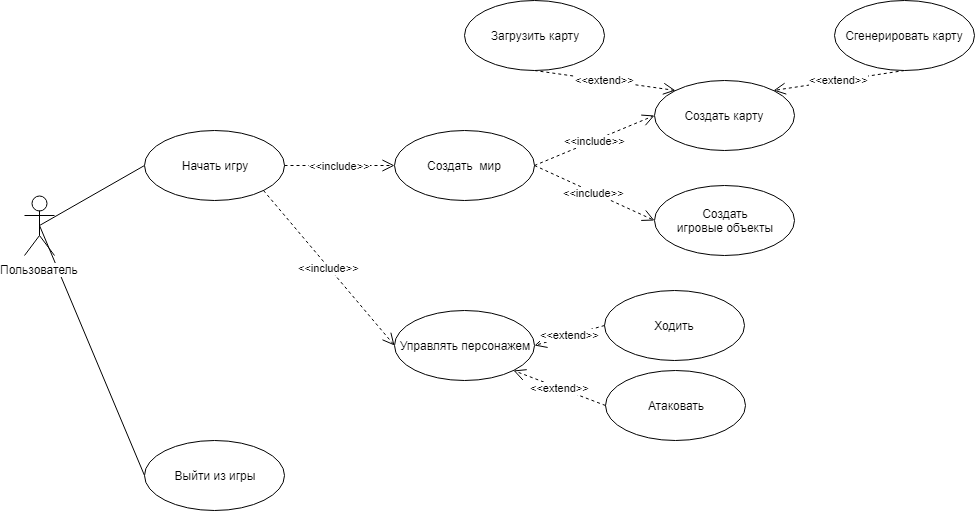 Загрузить карту
Сгенерировать карту
<<extend>>
<<extend>>
Создать карту
<<include>>
Начать игру
<<include>>
Создать мир
<<include>>
Создать
игровые объекты
Пользователь
<<include>>
Ходить
<<extend>>
Управлять персонажем
<<extend>>
Атаковать
Выйти из игры